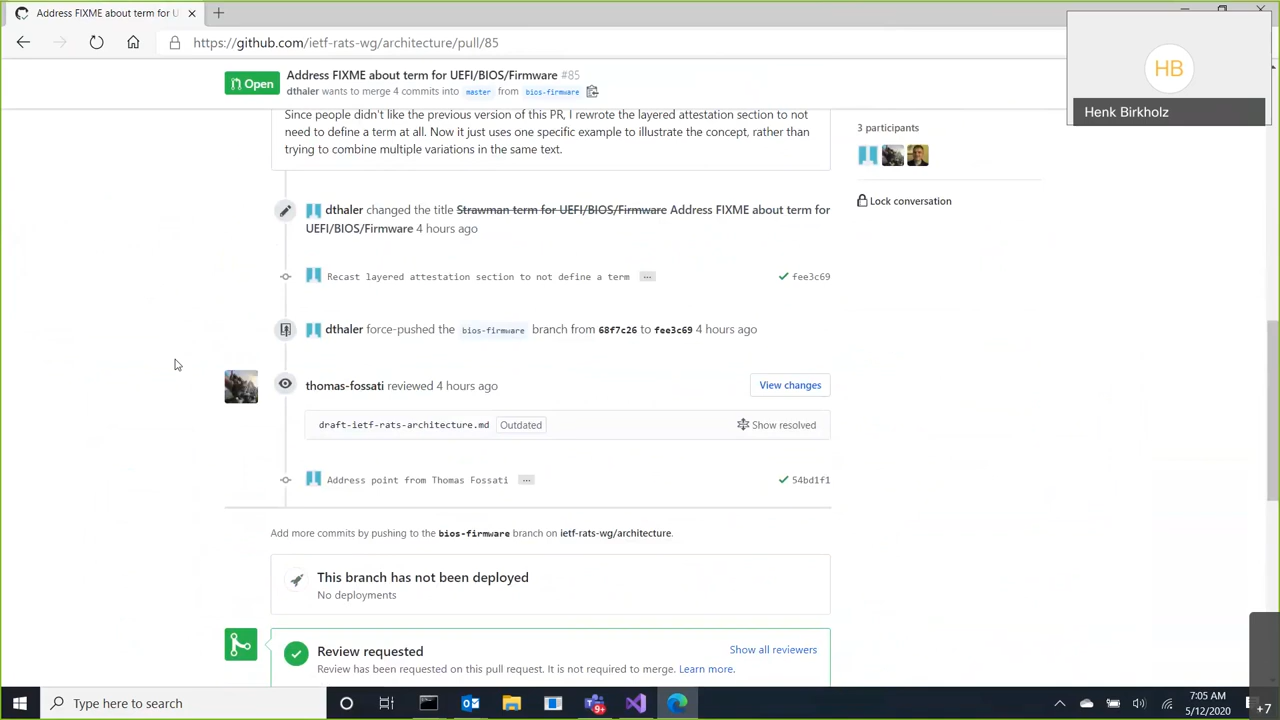 Address FIXME about term for U
https://github.com/ietf-rats-wg/architecture/pull/85
HB
Henk Birkholz
Open
Address FIXME about term for UEFI/BIOS/Firmware #85
dthaler wants to merge 4 commits into master from bios-firmware
Since people didn't like the previous version of this PR, I rewrote the layered attestation section to not
need to define a term at all. Now it just uses one specific example to illustrate the concept, rather than
trying to combine multiple variations in the same text.
3 participants
Lock conversation
dthaler changed the title Strawman term for UEFI/BIOS/Firmware Address FIXME about term for
UEFI/BIOS/Firmware 4 hours ago
Recast layered attestation section to not define a term ... fee3c69
dthaler force-pushed the bios-firmware branch from 68f7c26 to fee3c69 4 hours ago
thomas-fossati reviewed 4 hours ago
View changes
draft-ietf-rats-architecture.md Outdated Show resolved
Address point from Thomas Fossati ... 54bd1f1
Add more commits by pushing to the bios-firmware branch on ietf-rats-wg/architecture.
This branch has not been deployed
No deployments
Review requested
Show all reviewers
Review has been requested on this pull request. It is not required to merge. Learn more.
Type here to search
7:05 AM
5/12/2020
+7